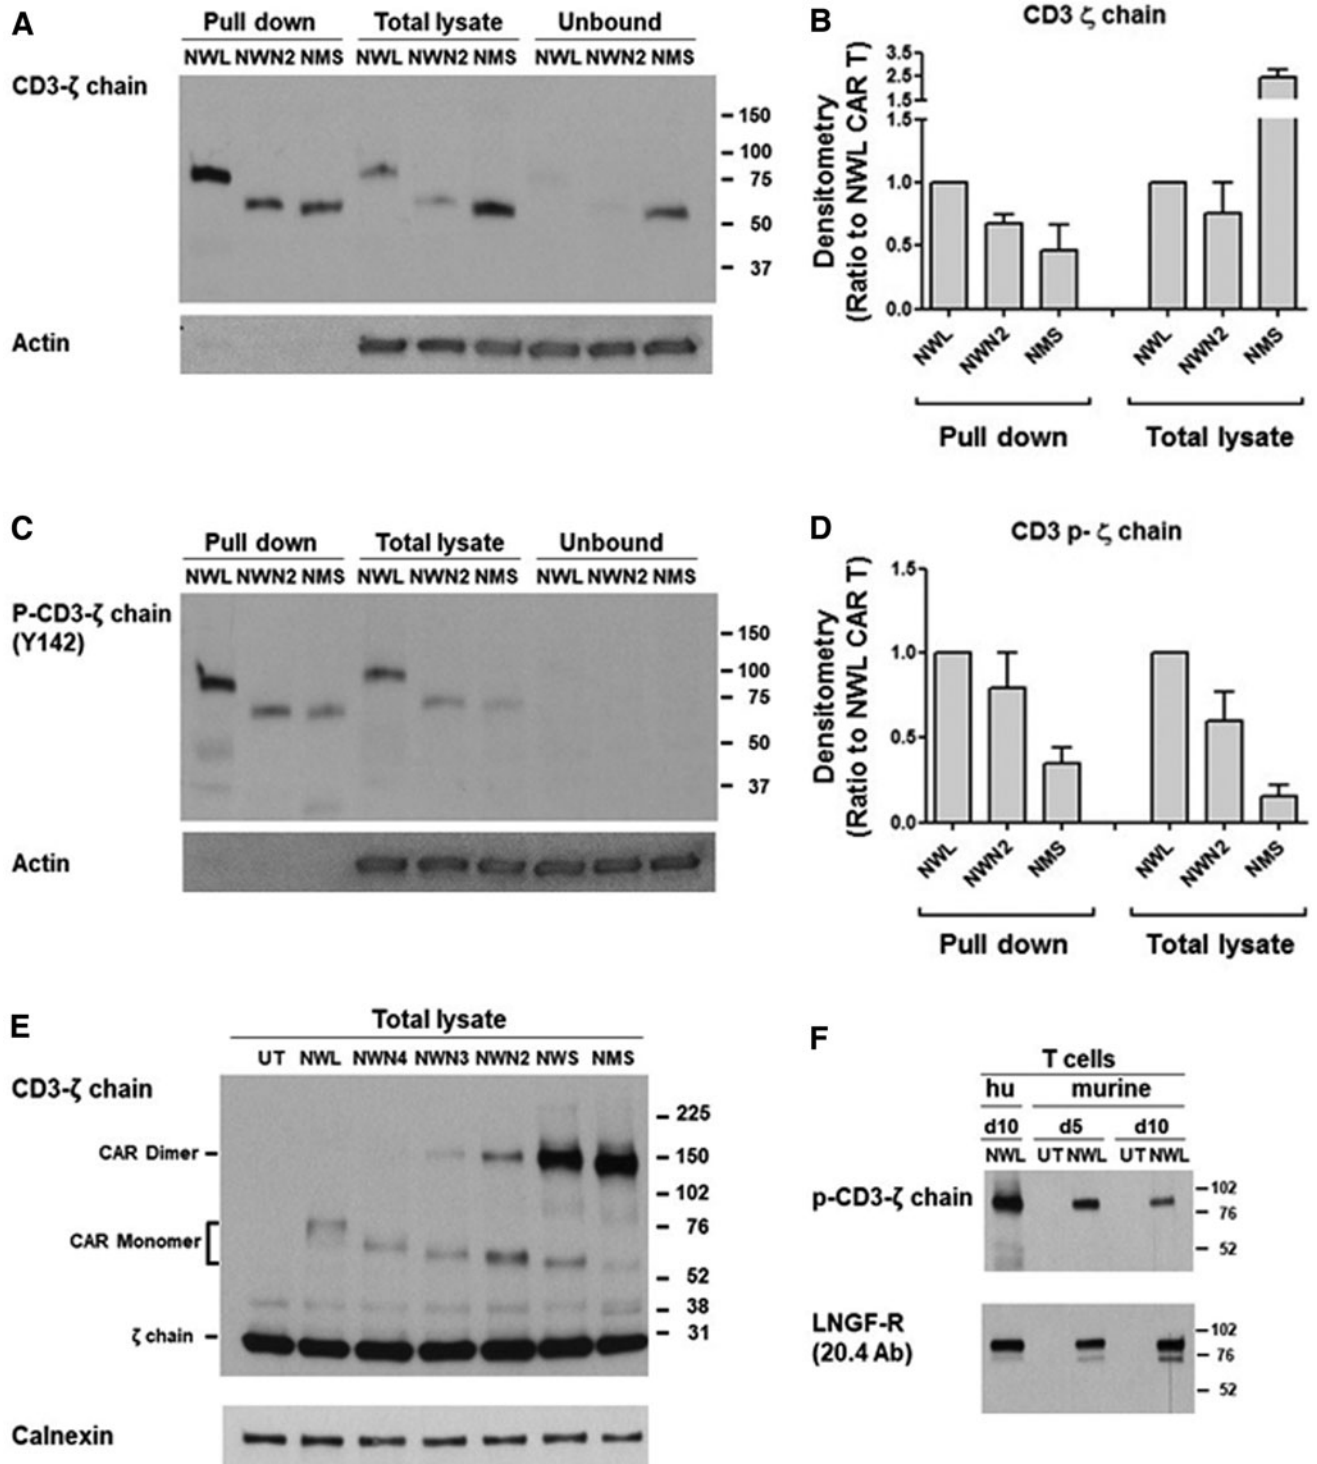 A
Pull down Total lysate Unbound
NWL NWN2 NMS NWL NWN2 NMS NWL NWN2 NMS
CD3-ζ chain
150
100
75
50
37
Actin
B
CD3 ζ chain
Densitometry
(Ratio to NWL CAR T)
3.5
2.5
1.5
1.5
1.0
0.5
0.0
NWL NWN2 NMS NWL NWN2 NMS
Pull down Total lysate
C
Pull down Total lysate Unbound
NWL NWN2 NMS NWL NWN2 NMS NWL NWN2 NMS
P-CD3-ζ chain
(Y142)
150
100
75
50
37
Actin
D
CD3 p- ζ chain
Densitometry
(Ratio to NWL CAR T)
1.5
1.0
0.5
0.0
NWL NWN2 NMS NWL NWN2 NMS
Pull down Total lysate
E
Total lysate
UT NWL NWN4 NWN3 NWN2 NWS NMS
CD3-ζ chain
CAR Dimer
CAR Monomer
ζ chain
225
150
102
76
52
38
31
Calnexin
F
T cells
hu murine
d10 d5 d10
NWL UT NWL UT NWL
p-CD3-ζ chain
102
76
52
LNGF-R
(20.4 Ab)
102
76
52